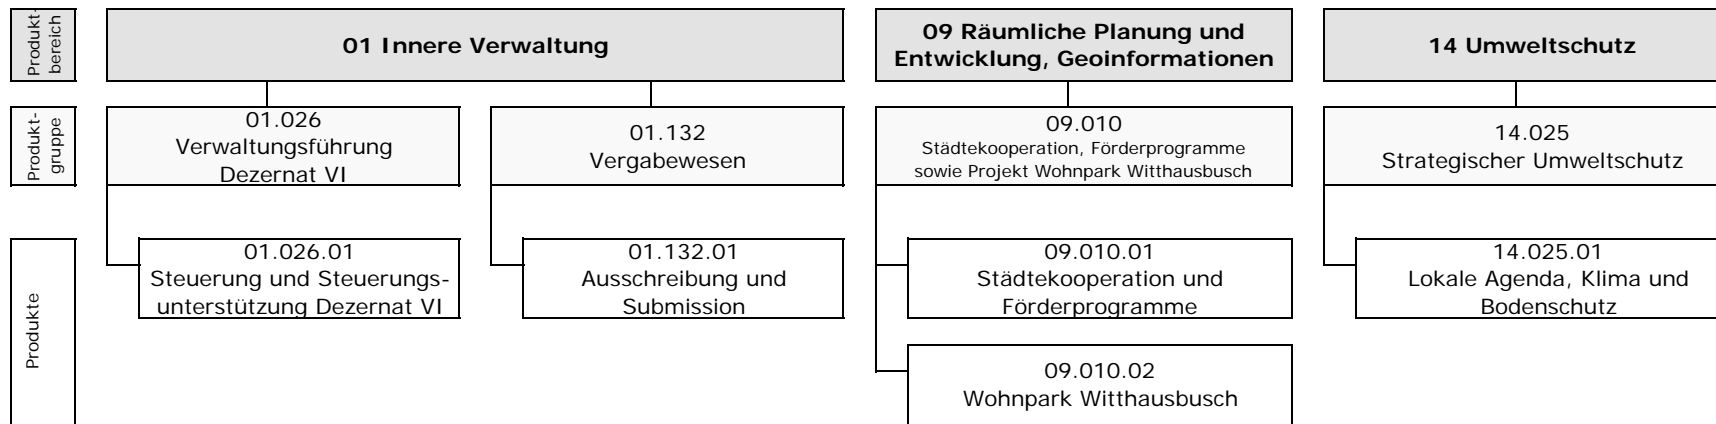 Produkt-
bereich
01 Innere Verwaltung
09 Räumliche Planung und
Entwicklung, Geoinformationen
14 Umweltschutz
Produkt-
gruppe
01.026
Verwaltungsführung
Dezernat VI
01.132
Vergabewesen
09.010
Städtekooperation, Förderprogramme
sowie Projekt Wohnpark Witthausbusch
14.025
Strategischer Umweltschutz
Produkte
01.026.01
Steuerung und Steuerungs-
unterstützung Dezernat VI
01.132.01
Ausschreibung und
Submission
09.010.01
Städtekooperation und
Förderprogramme
14.025.01
Lokale Agenda, Klima und
Bodenschutz
09.010.02
Wohnpark Witthausbusch